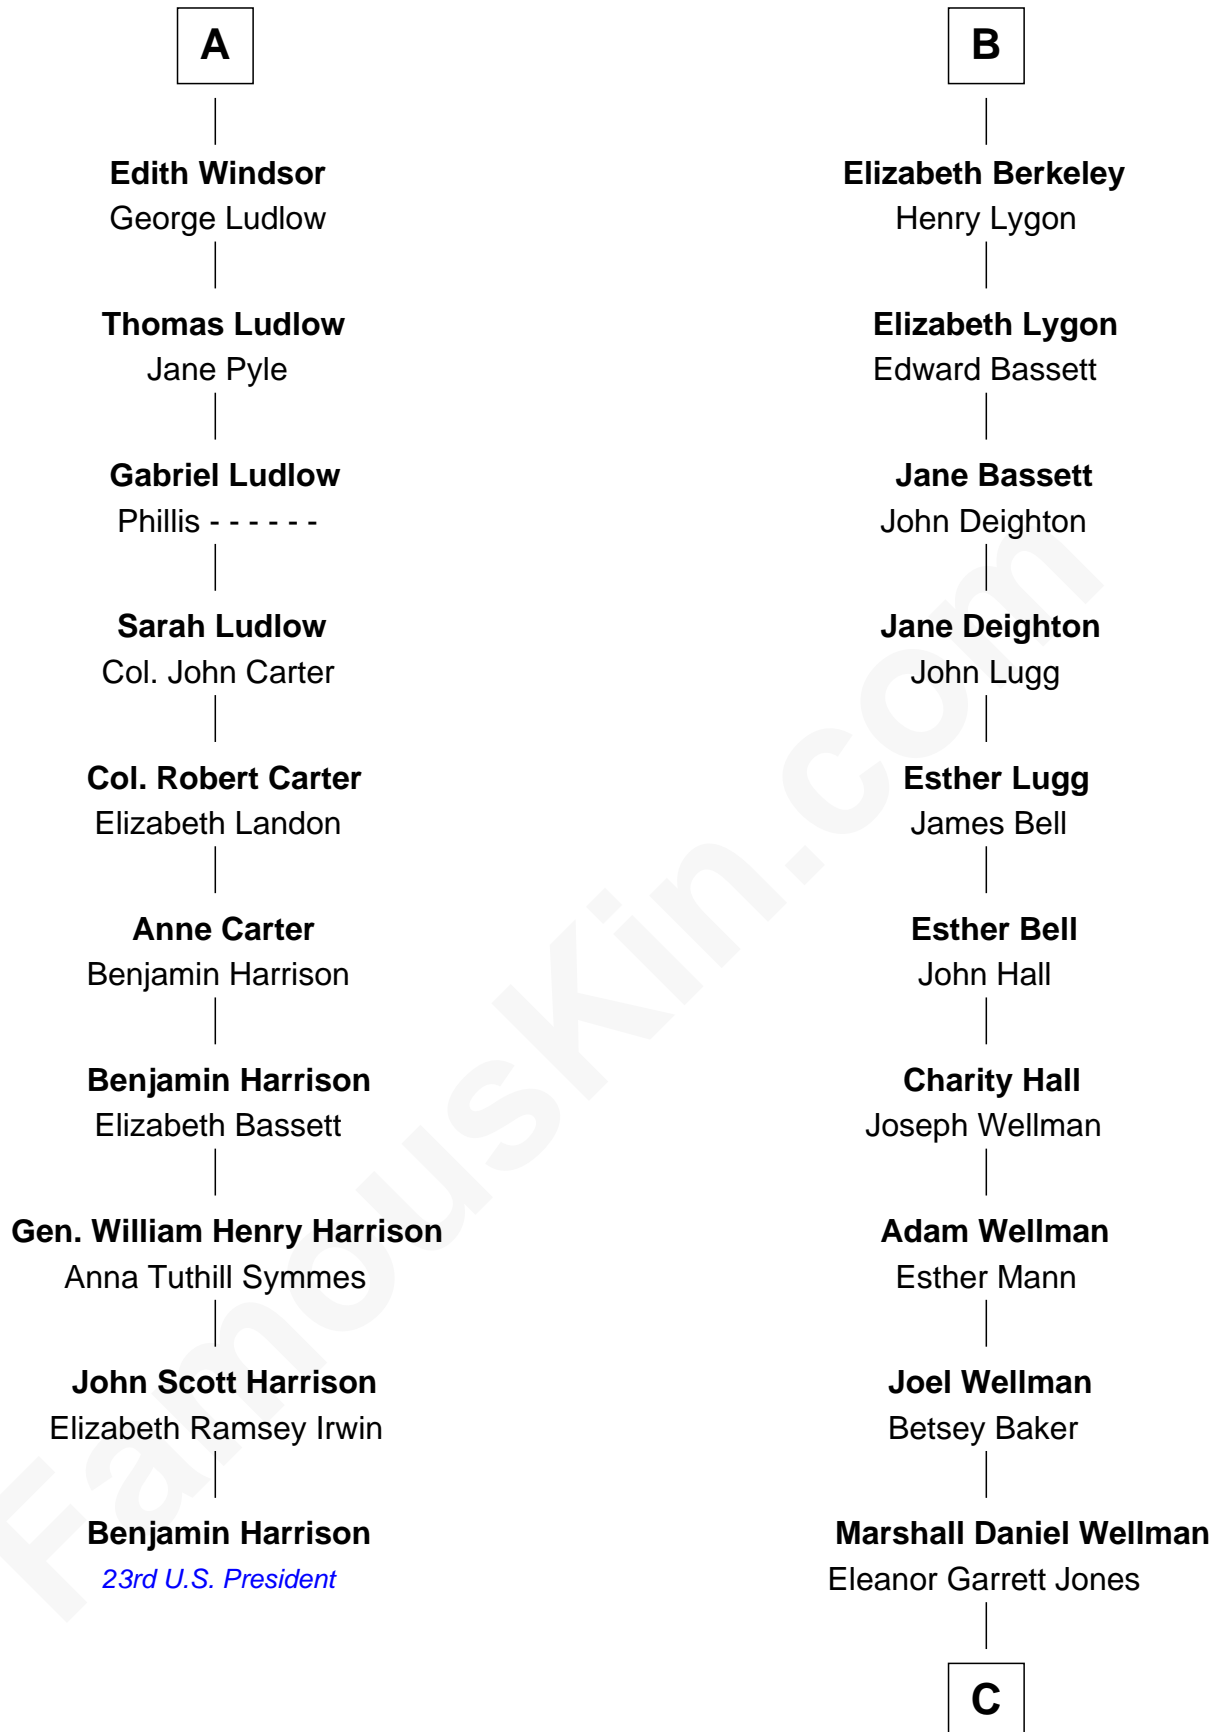 A
Edith Windsor
George Ludlow
Thomas Ludlow
Jane Pyle
Gabriel Ludlow
Phillis - - - - - -
Sarah Ludlow
Col. John Carter
Col. Robert Carter
Elizabeth Landon
Anne Carter
Benjamin Harrison
Benjamin Harrison
Elizabeth Bassett
Gen. William Henry Harrison
Anna Tuthill Symmes
John Scott Harrison
Elizabeth Ramsey Irwin
Benjamin Harrison
23rd U.S. President
B
Elizabeth Berkeley
Henry Lygon
Elizabeth Lygon
Edward Bassett
Jane Bassett
John Deighton
Jane Deighton
John Lugg
Esther Lugg
James Bell
Esther Bell
John Hall
Charity Hall
Joseph Wellman
Adam Wellman
Esther Mann
Joel Wellman
Betsey Baker
Marshall Daniel Wellman
Eleanor Garrett Jones
C
FamousKin.com